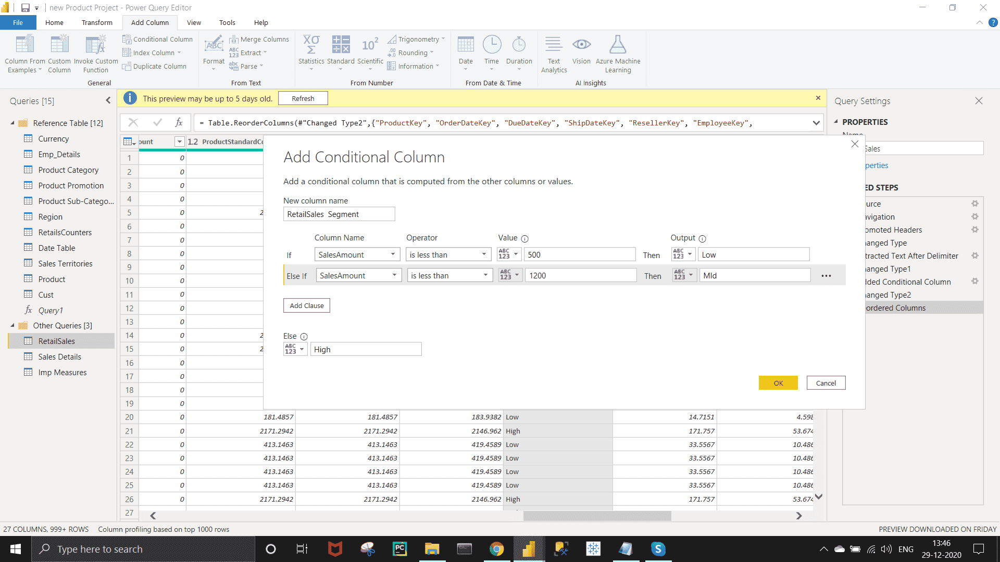 new Product Project - Power Query Editor
File Home Transform Add Column View Tools Help
Column From Examples
Custom Column
Invoke Custom Function
Conditional Column
Index Column
Duplicate Column
General
Format
Merge Columns
Extract
Parse
From Text
Statistics
Standard
Scientific
Trigonometry
Rounding
Information
From Number
Date
Time
Duration
From Date & Time
Text Analytics
Vision
Azure Machine Learning
AI Insights
Queries [15]
This preview may be up to 5 days old. Refresh
Query Settings
= Table.ReorderColumns(#"Changed Type2",{"ProductKey", "OrderDateKey", "DueDateKey", "ShipDateKey", "ResellerKey", "EmployeeKey",
Reference Table [12]
Currency
Emp_Details
Product Category
Product Promotion
Product Sub-Catego...
Region
RetailsCounters
Date Table
Sales Territories
Product
Cust
Query1
Other Queries [3]
RetailSales
Sales Details
Imp Measures
ount 1.2 ProductStandardCo
1 0
2 0
3 0
4 0
5 0 2
6 0
7 0
8 0
9 0
10 0
11 0
12 0
13 0
14 0 2
15 0 2
16 0
17 0
18 0
19 0
20 0 181.4857 181.4857 183.9382 Low 14.7151 4.598
21 0 2171.2942 2171.2942 2146.962 High 171.757 53.674
22 0 413.1463 413.1463 419.4589 Low 33.5567 10.486
23 0 413.1463 413.1463 419.4589 Low 33.5567 10.486
24 0 413.1463 413.1463 419.4589 Low 33.5567 10.486
25 0 413.1463 413.1463 419.4589 Low 33.5567 10.486
26 0 2171.2942 2171.2942 2146.962 High 171.757 53.674
27
Add Conditional Column
Add a conditional column that is computed from the other columns or values.
New column name
RetailSales Segment
Column Name Operator Value Output
If SalesAmount is less than ABC 123 500 Then ABC 123 Low
Else If SalesAmount is less than ABC 123 1200 Then ABC 123 MId
Add Clause
Else
ABC 123 High
OK Cancel
PROPERTIES
Name
Sales
perties
ED STEPS
urce
avigation
omoted Headers
hanged Type
tracted Text After Delimiter
hanged Type1
dded Conditional Column
hanged Type2
ordered Columns
27 COLUMNS, 999+ ROWS Column profiling based on top 1000 rows PREVIEW DOWNLOADED ON FRIDAY
Type here to search
ENG
13:46
29-12-2020